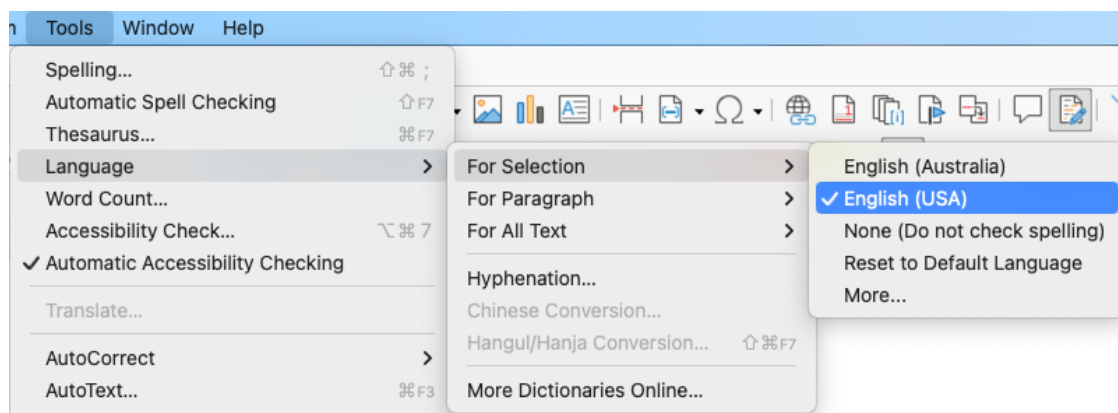 Tools Window Help
Spelling... ⇧⌘ ;
Automatic Spell Checking ⇧F7
Thesaurus... ⌘F7
Language >
Word Count...
Accessibility Check... ⌥⌘ 7
✓ Automatic Accessibility Checking
Translate...
AutoCorrect >
AutoText... ⌘F3
For Selection >
For Paragraph >
For All Text >
Hyphenation...
Chinese Conversion...
Hangul/Hanja Conversion... ⇧⌘F7
More Dictionaries Online...
English (Australia)
✓ English (USA)
None (Do not check spelling)
Reset to Default Language
More...